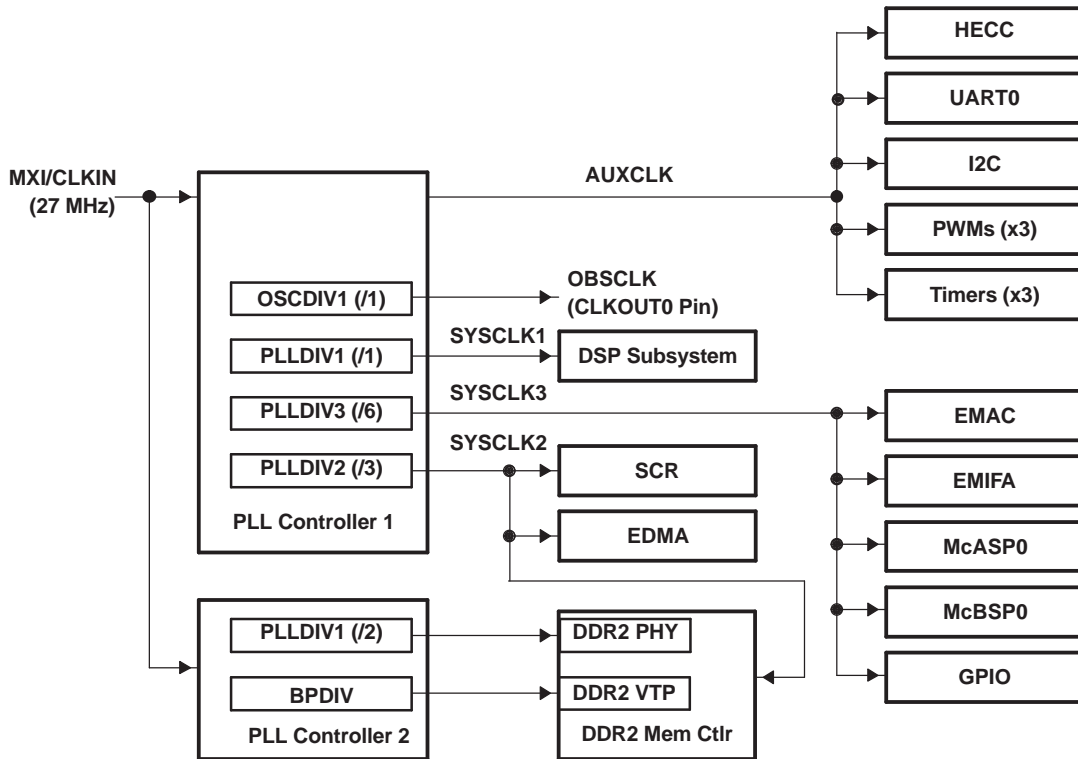 HECC
UART0
I2C
PWMs (x3)
Timers (x3)
MXI/CLKIN
(27 MHz)
AUXCLK
OSCDIV1 (/1)
OBSCLK
(CLKOUT0 Pin)
PLLDIV1 (/1)
SYSCLK1
DSP Subsystem
PLLDIV3 (/6)
SYSCLK3
EMAC
PLLDIV2 (/3)
SYSCLK2
SCR
EMIFA
PLL Controller 1
EDMA
McASP0
McBSP0
GPIO
PLLDIV1 (/2)
DDR2 PHY
BPDIV
DDR2 VTP
PLL Controller 2
DDR2 Mem Ctlr